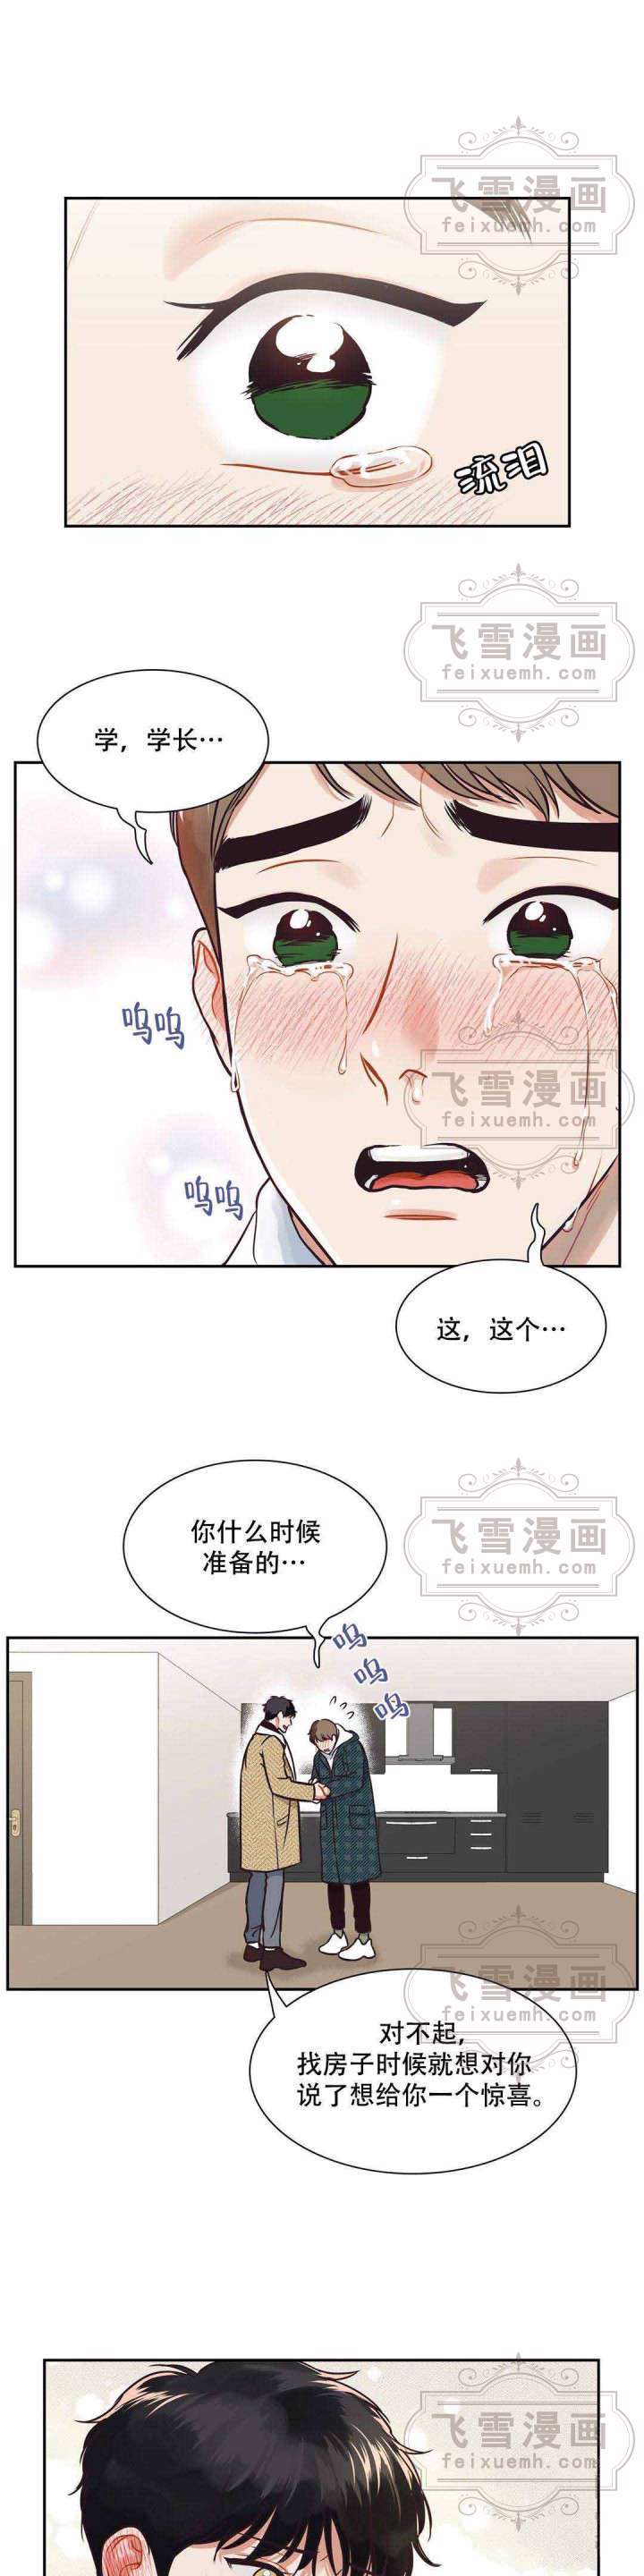 飞雪漫画
feixuemh.com
流泪
飞雪漫画
feixuemh.com
学，学长…
呜呜
飞雪漫画
feixuemh.com
呜呜
这，这个…
飞雪漫画
feixuemh.com
你什么时候
准备的…
呜
呜
呜
飞雪漫画
feixuemh.com
对不起，
找房子时候就想对你
说了想给你一个惊喜。
飞雪漫画
feixuemh.com